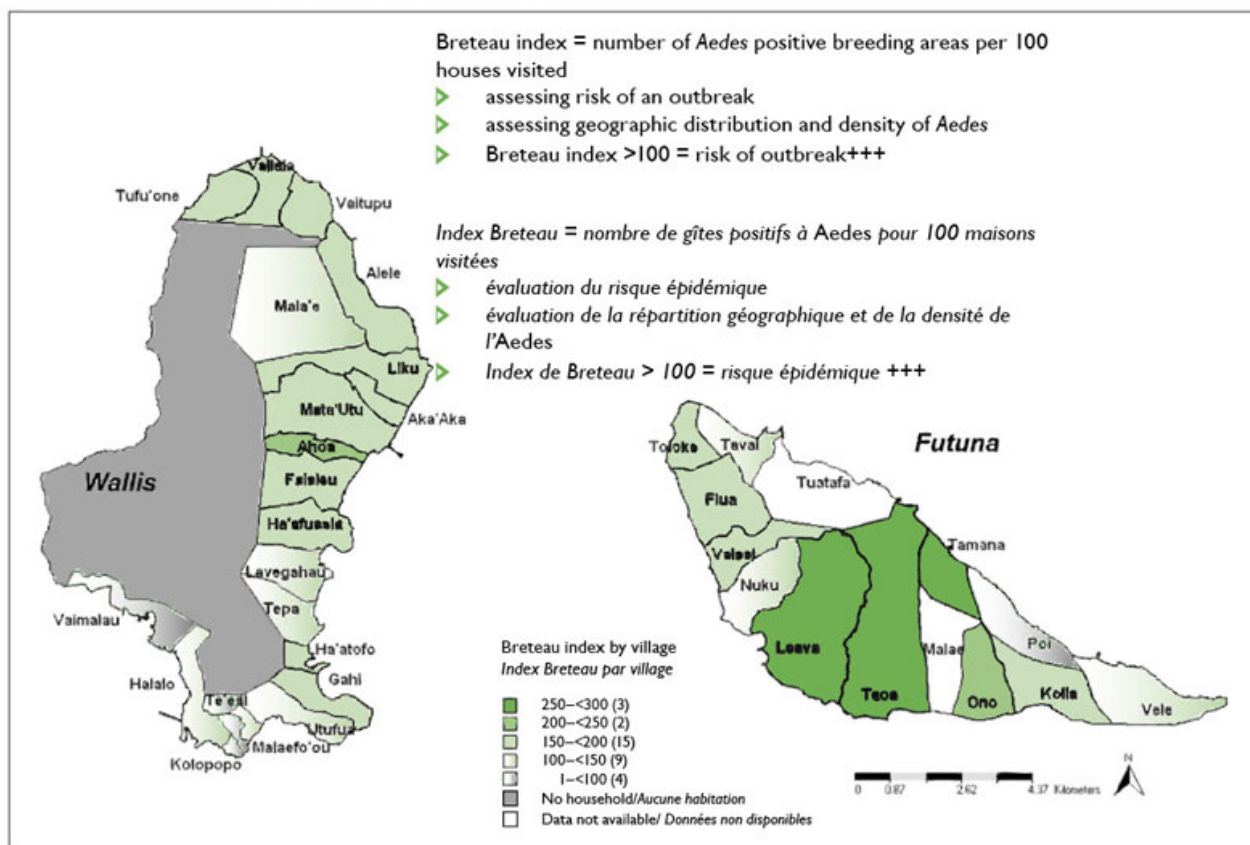 Breteau index = number of Aedes positive breeding areas per 100
houses visited
assessing risk of an outbreak
assessing geographic distribution and density of Aedes
Breteau index >100 = risk of outbreak+++
Index Breteau = nombre de gîtes positifs à Aedes pour 100 maisons
visitées
évaluation du risque épidémique
évaluation de la répartition géographique et de la densité de
l'Aedes
Index de Breteau > 100 = risque épidémique +++
Tufu'one
Vaitupu
Alele
Mala'e
Liku
Mata'Utu
Aka'Aka
Ahoa
Wallis
Lavegahau
Tepa
Vaimalau
Ha'atofo
Gahi
Halalo
Te'esi
Utufua
Malaefo'ou
Kolopopo
Futuna
Toloke
Tavai
Tuatafa
Fiua
Vaisei
Tamana
Nuku
Leava
Malae
Poi
Taoa
Ono
Kolia
Vele
Breteau index by village
Index Breteau par village
250–<300 (3)
200–<250 (2)
150–<200 (15)
100–<150 (9)
1–<100 (4)
No household/Aucune habitation
Data not available/ Données non disponibles
N
0 0.87 2.62 4.37 Kilometers